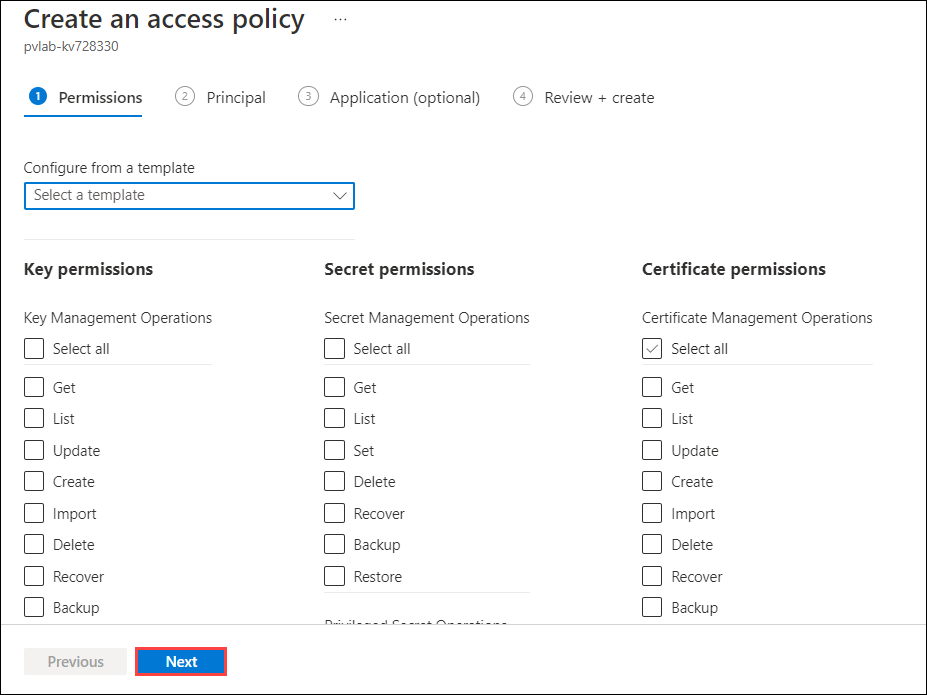 Create an access policy ...
pvlab-kv728330
1 Permissions 2 Principal 3 Application (optional) 4 Review + create
Configure from a template
Select a template
Key permissions
Key Management Operations
Select all
Get
List
Update
Create
Import
Delete
Recover
Backup
Secret permissions
Secret Management Operations
Select all
Get
List
Set
Delete
Recover
Backup
Restore
Privileged Secret Operations
Certificate permissions
Certificate Management Operations
Select all
Get
List
Update
Create
Import
Delete
Recover
Backup
Previous Next